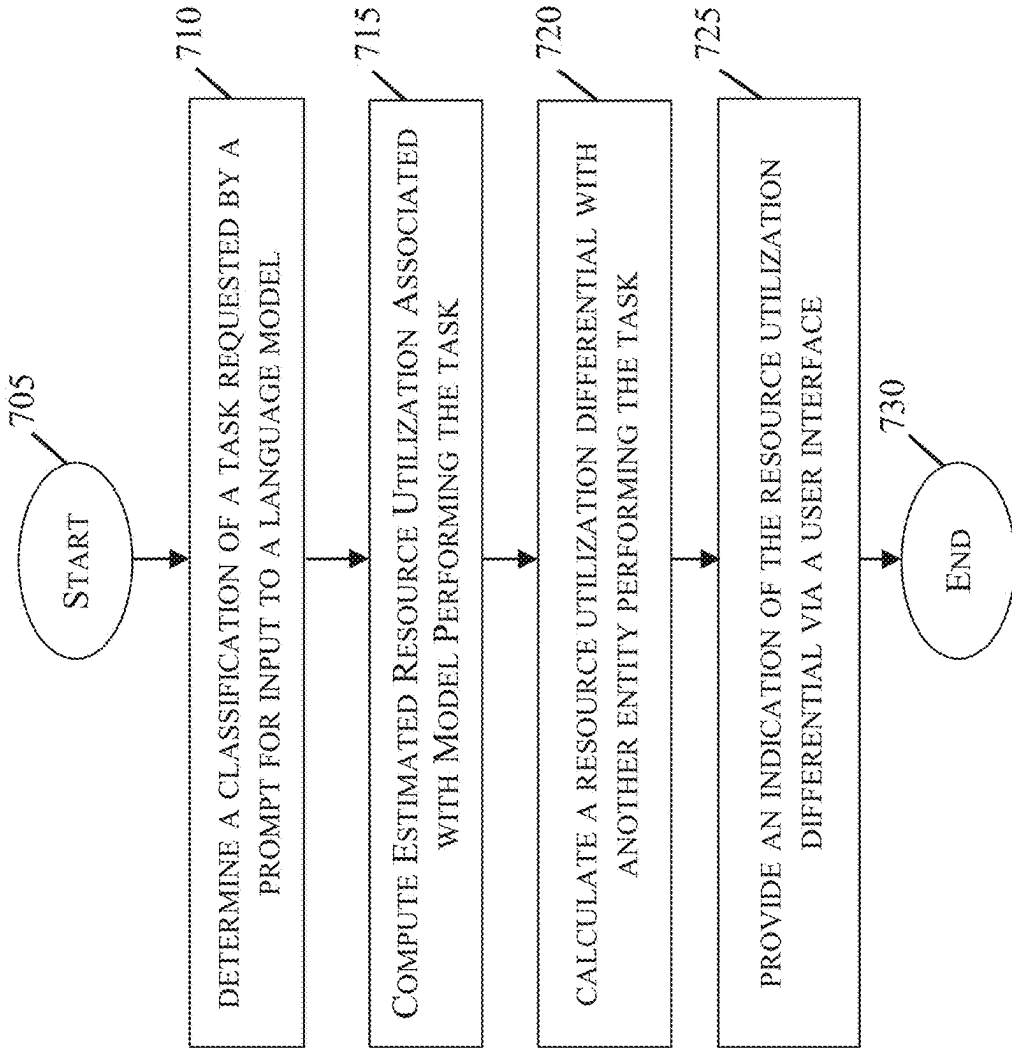 705
START
710
DETERMINE A CLASSIFICATION OF A TASK REQUESTED BY A
PROMPT FOR INPUT TO A LANGUAGE MODEL
715
COMPUTE ESTIMATED RESOURCE UTILIZATION ASSOCIATED
WITH MODEL PERFORMING THE TASK
720
CALCULATE A RESOURCE UTILIZATION DIFFERENTIAL WITH
ANOTHER ENTITY PERFORMING THE TASK
725
PROVIDE AN INDICATION OF THE RESOURCE UTILIZATION
DIFFERENTIAL VIA A USER INTERFACE
730
END